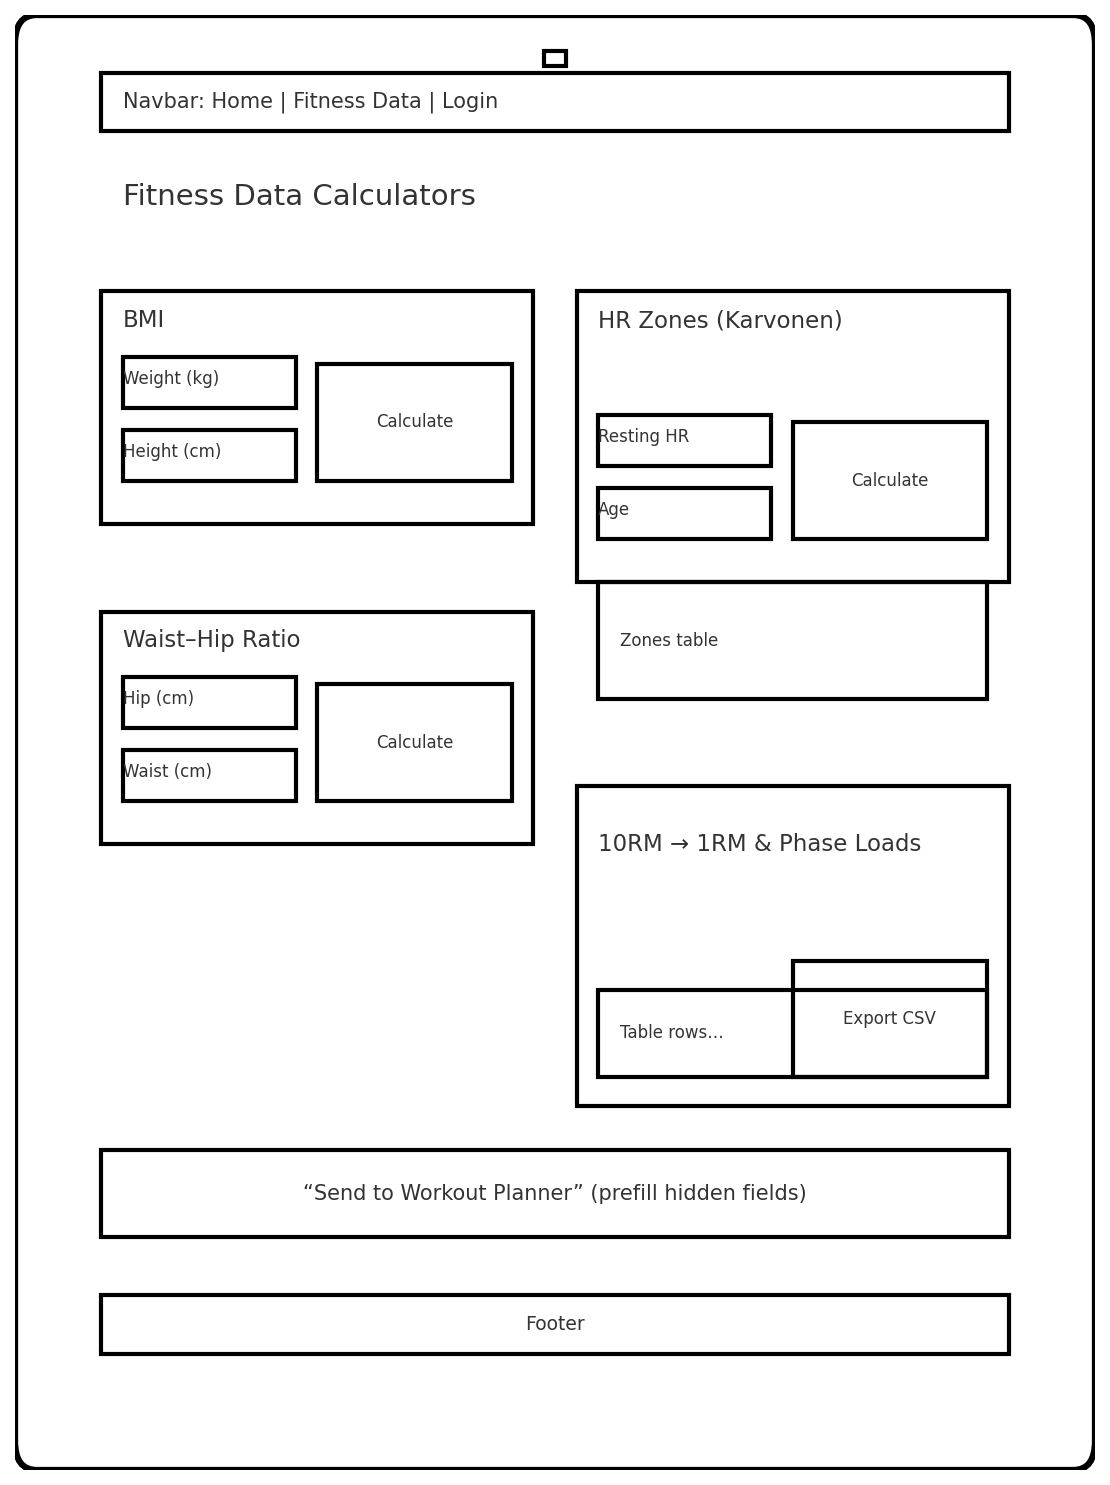 Navbar: Home | Fitness Data | Login
Fitness Data Calculators
BMI
Weight (kg)
Height (cm)
Calculate
HR Zones (Karvonen)
Resting HR
Age
Calculate
Zones table
Waist–Hip Ratio
Hip (cm)
Waist (cm)
Calculate
10RM → 1RM & Phase Loads
Table rows...
Export CSV
“Send to Workout Planner” (prefill hidden fields)
Footer